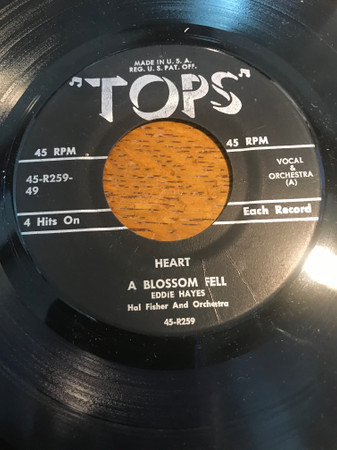 MADE IN U.S.A.
REG. U.S. PAT. OFF.
"TOPS"
45 RPM
45 RPM
45-R259-
49
VOCAL
&
ORCHESTRA
(A)
4 Hits On
Each Record
HEART
A BLOSSOM FELL
EDDIE HAYES
Hal Fisher And Orchestra
45-R259